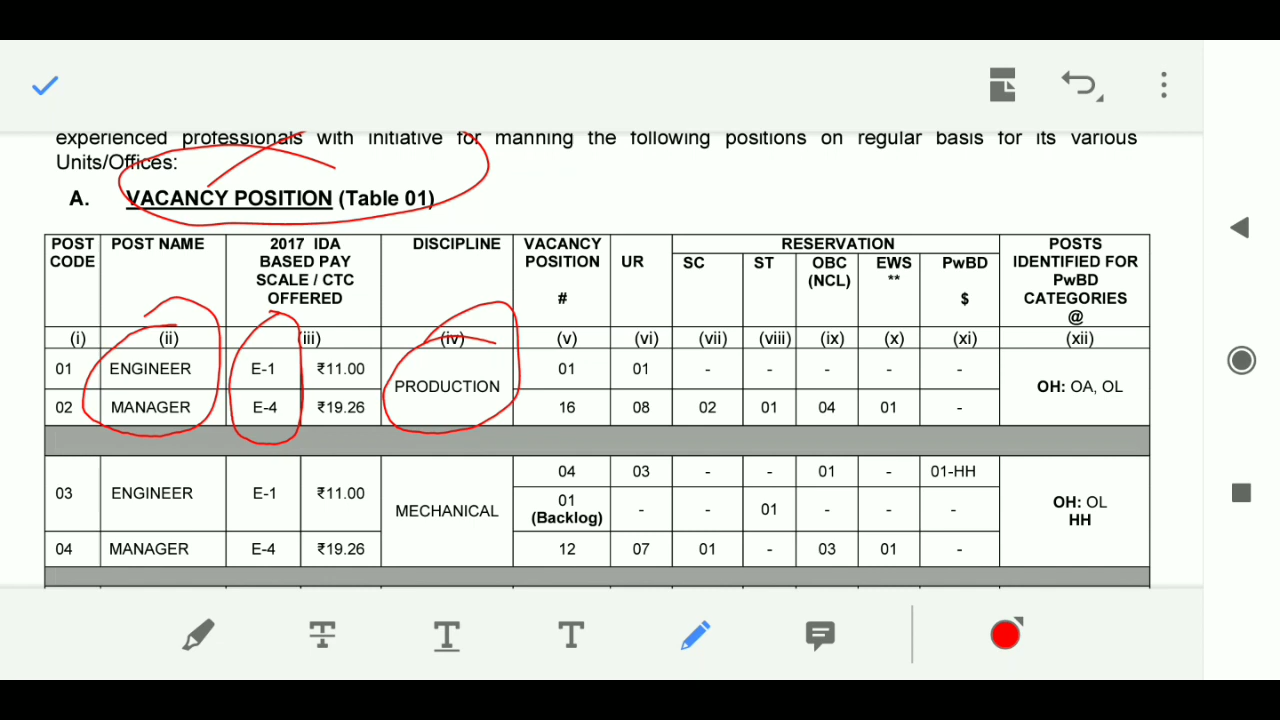 experienced professionals with initiative for manning the following positions on regular basis for its various
Units/Offices:
A. VACANCY POSITION (Table 01)
POST CODE POST NAME 2017 IDA BASED PAY SCALE / CTC OFFERED DISCIPLINE VACANCY POSITION # UR RESERVATION POSTS IDENTIFIED FOR PwBD CATEGORIES @
SC ST OBC (NCL) EWS ** PwBD $
(i) (ii) (iii) (iv) (v) (vi) (vii) (viii) (ix) (x) (xi) (xii)
01 ENGINEER E-1 ₹11.00 PRODUCTION 01 01 - - - - - OH: OA, OL
02 MANAGER E-4 ₹19.26 16 08 02 01 04 01 -
03 ENGINEER E-1 ₹11.00 MECHANICAL 04 03 - - 01 - 01-HH OH: OL HH
01 (Backlog) - - 01 - - -
04 MANAGER E-4 ₹19.26 12 07 01 - 03 01 -